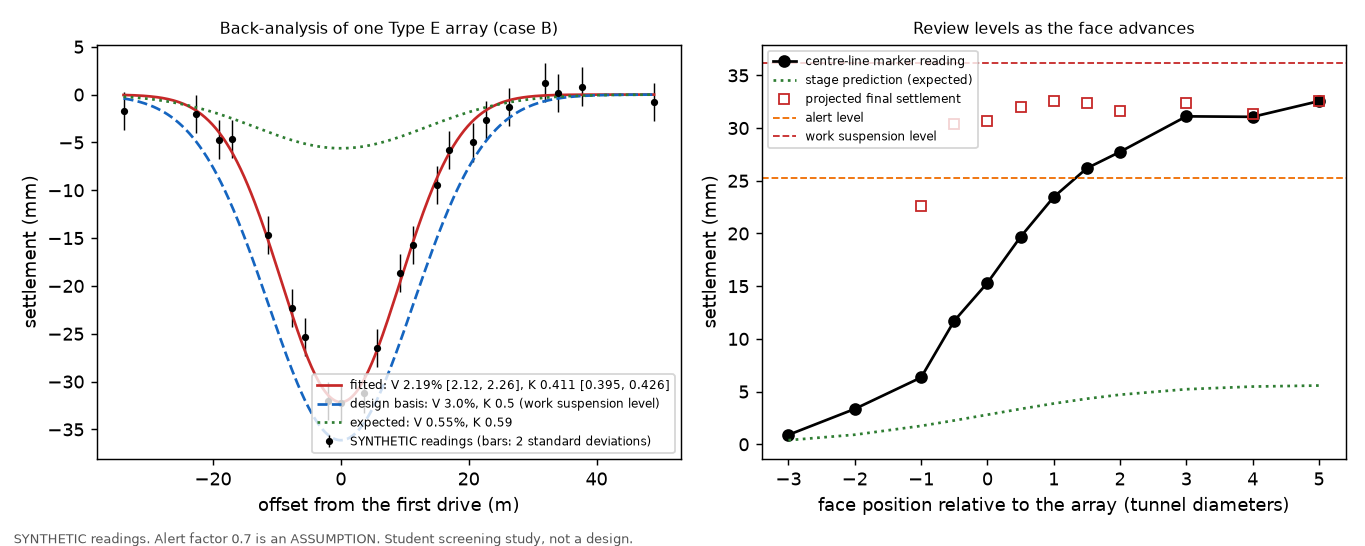 Back-analysis of one Type E array (case B)
settlement (mm)
5
0
−5
−10
−15
−20
−25
−30
−35
fitted: V 2.19% [2.12, 2.26], K 0.411 [0.395, 0.426]
design basis: V 3.0%, K 0.5 (work suspension level)
expected: V 0.55%, K 0.59
SYNTHETIC readings (bars: 2 standard deviations)
−20 0 20 40
offset from the first drive (m)
Review levels as the face advances
settlement (mm)
35
30
25
20
15
10
5
0
centre-line marker reading
stage prediction (expected)
projected final settlement
alert level
work suspension level
−3 −2 −1 0 1 2 3 4 5
face position relative to the array (tunnel diameters)
SYNTHETIC readings. Alert factor 0.7 is an ASSUMPTION. Student screening study, not a design.